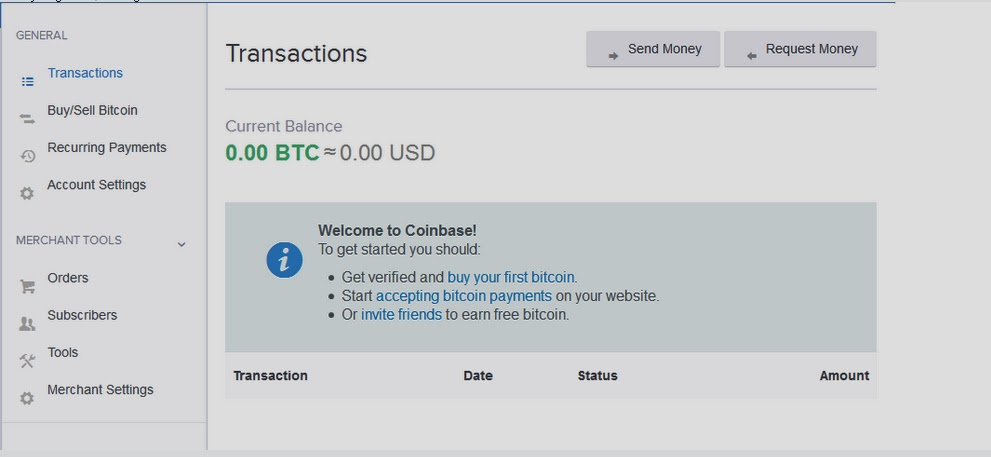 GENERAL
Transactions
Buy/Sell Bitcoin
Recurring Payments
Account Settings
MERCHANT TOOLS
Orders
Subscribers
Tools
Merchant Settings
Transactions
Send Money
Request Money
Current Balance
0.00 BTC ≈ 0.00 USD
Welcome to Coinbase!
To get started you should:
• Get verified and buy your first bitcoin.
• Start accepting bitcoin payments on your website.
• Or invite friends to earn free bitcoin.
Transaction Date Status Amount